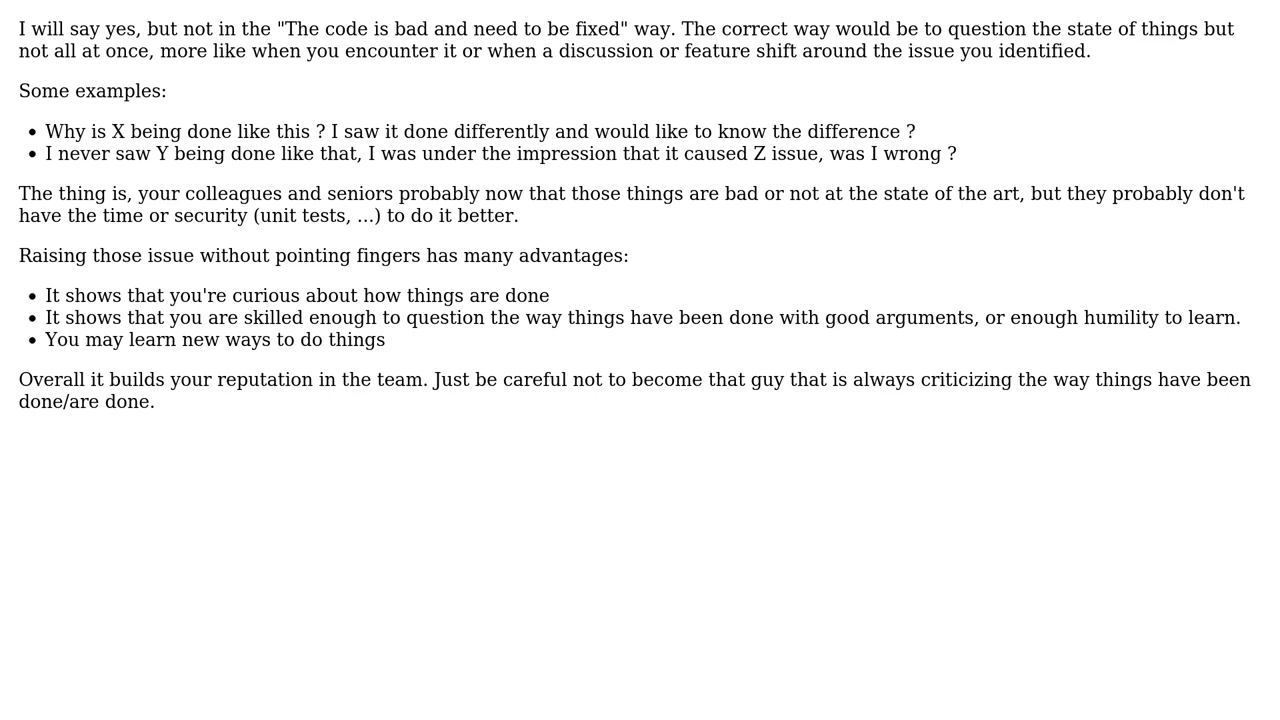 I will say yes, but not in the "The code is bad and need to be fixed" way. The correct way would be to question the state of things but
not all at once, more like when you encounter it or when a discussion or feature shift around the issue you identified.
Some examples:
• Why is X being done like this ? I saw it done differently and would like to know the difference ?
• I never saw Y being done like that, I was under the impression that it caused Z issue, was I wrong ?
The thing is, your colleagues and seniors probably now that those things are bad or not at the state of the art, but they probably don't
have the time or security (unit tests, ...) to do it better.
Raising those issue without pointing fingers has many advantages:
• It shows that you're curious about how things are done
• It shows that you are skilled enough to question the way things have been done with good arguments, or enough humility to learn.
• You may learn new ways to do things
Overall it builds your reputation in the team. Just be careful not to become that guy that is always criticizing the way things have been
done/are done.